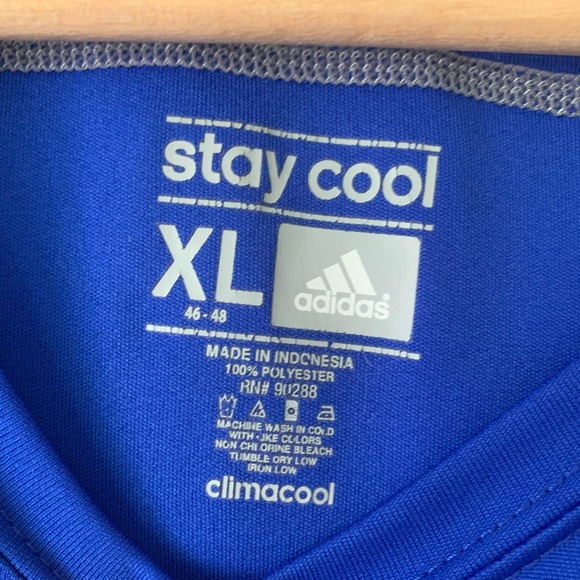 stay cool
XL
46 - 48
adidas
MADE IN INDONESIA
100% POLYESTER
RN# 90288
MACHINE WASH IN COLD
WITH LIKE COLORS
NON CHLORINE BLEACH
TUMBLE DRY LOW
IRON LOW
climacool